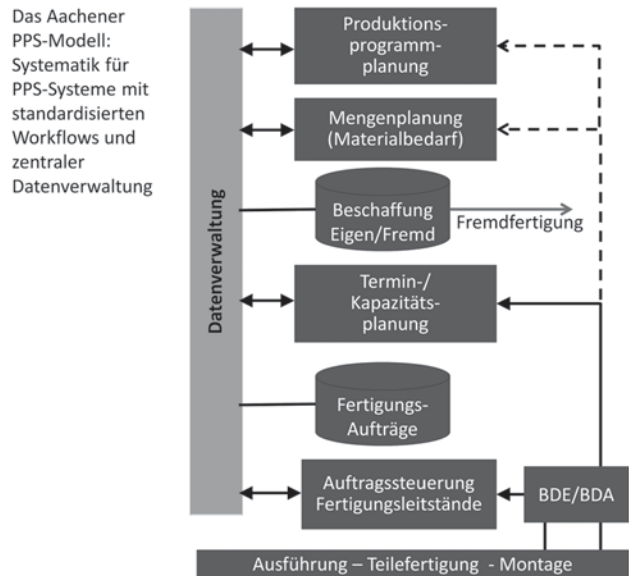 Das Aachener
PPS-Modell:
Systematik für
PPS-Systeme mit
standardisierten
Workflows und
zentraler
Datenverwaltung
Datenverwaltung
Produktions-
programm-
planung
Mengenplanung
(Materialbedarf)
Beschaffung
Eigen/Fremd
Fremdfertigung
Termin-/
Kapazitäts-
planung
Fertigungs-
Aufträge
Auftragssteuerung
Fertigungsleitstände
BDE/BDA
Ausführung – Teilefertigung - Montage